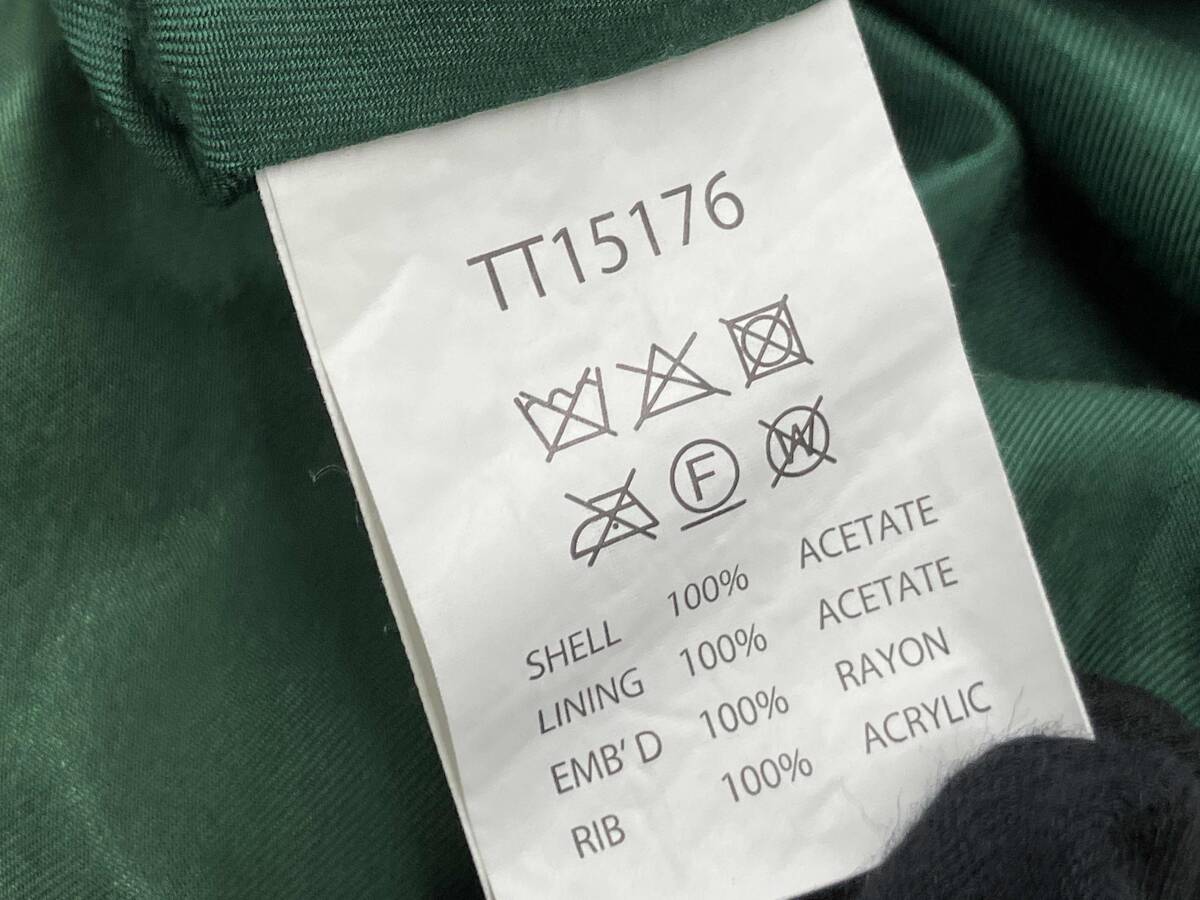 TT15176
F
W
SHELL 100% ACETATE
LINING 100% ACETATE
EMB' D 100% RAYON
RIB 100% ACRYLIC